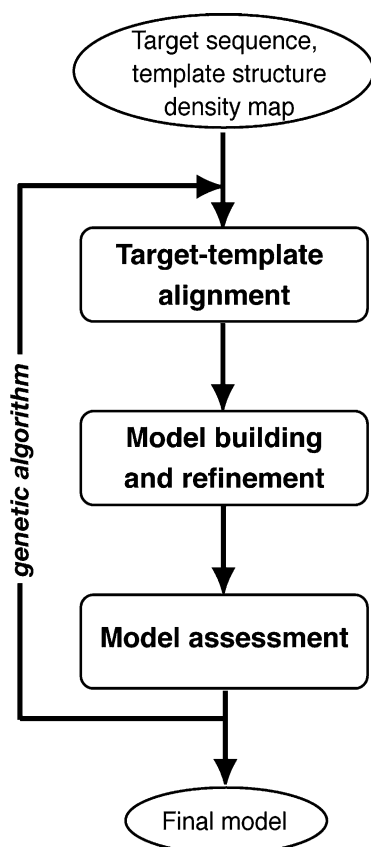 Target sequence,
template structure
density map
Target-template
alignment
Model building
and refinement
genetic algorithm
Model assessment
Final model